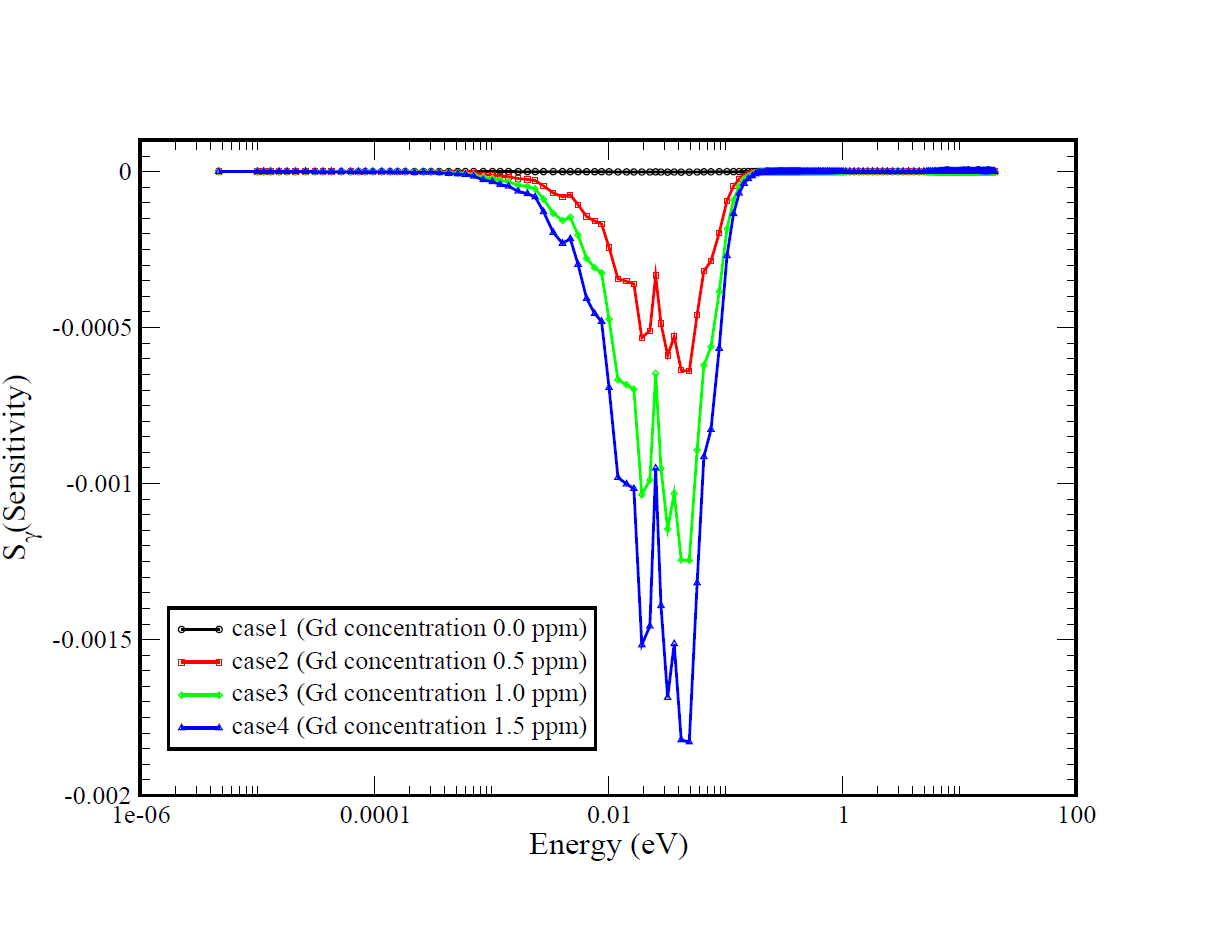 0
-0.0005
-0.001
-0.0015
-0.002
Sγ(Sensitivity)
case1 (Gd concentration 0.0 ppm)
case2 (Gd concentration 0.5 ppm)
case3 (Gd concentration 1.0 ppm)
case4 (Gd concentration 1.5 ppm)
1e-06 0.0001 0.01 1 100
Energy (eV)